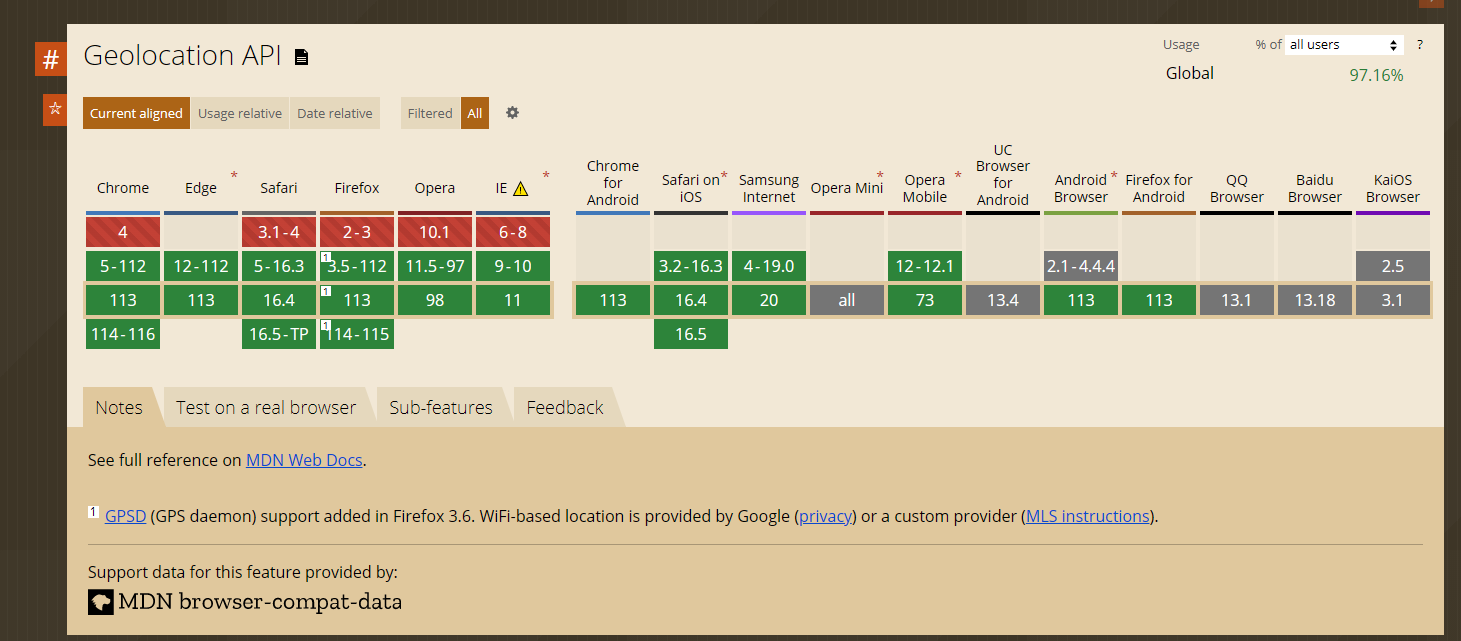 #
Geolocation API
Usage % of all users ?
Global 97.16%
Current aligned Usage relative Date relative Filtered All
Chrome Edge * Safari Firefox Opera IE * Chrome for Android Safari on iOS * Samsung Internet Opera Mini * Opera Mobile * UC Browser for Android Android Browser * Firefox for Android QQ Browser Baidu Browser KaiOS Browser
4 3.1-4 2-3 10.1 6-8
5-112 12-112 5-16.3 1 3.5-112 11.5-97 9-10 3.2-16.3 4-19.0 12-12.1 2.1-4.4.4 2.5
113 113 16.4 1 113 98 11 113 16.4 20 all 73 13.4 113 113 13.1 13.18 3.1
114-116 16.5-TP 1 114-115 16.5
Notes Test on a real browser Sub-features Feedback
See full reference on MDN Web Docs.
1 GPSD (GPS daemon) support added in Firefox 3.6. WiFi-based location is provided by Google (privacy) or a custom provider (MLS instructions).
Support data for this feature provided by:
MDN browser-compat-data